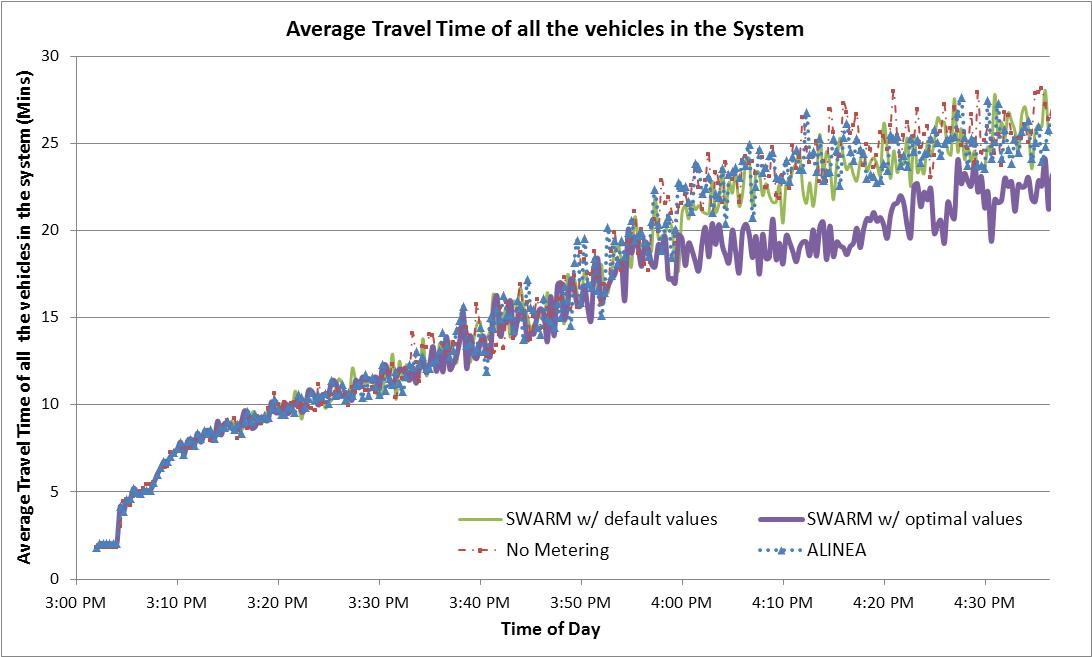 Average Travel Time of all the vehicles in the System
Average Travel Time of all  the vehicles in the system (Mins)
30
25
20
15
10
5
0
SWARM w/ default values
SWARM w/ optimal values
No Metering
ALINEA
3:00 PM 3:10 PM 3:20 PM 3:30 PM 3:40 PM 3:50 PM 4:00 PM 4:10 PM 4:20 PM 4:30 PM
Time of Day